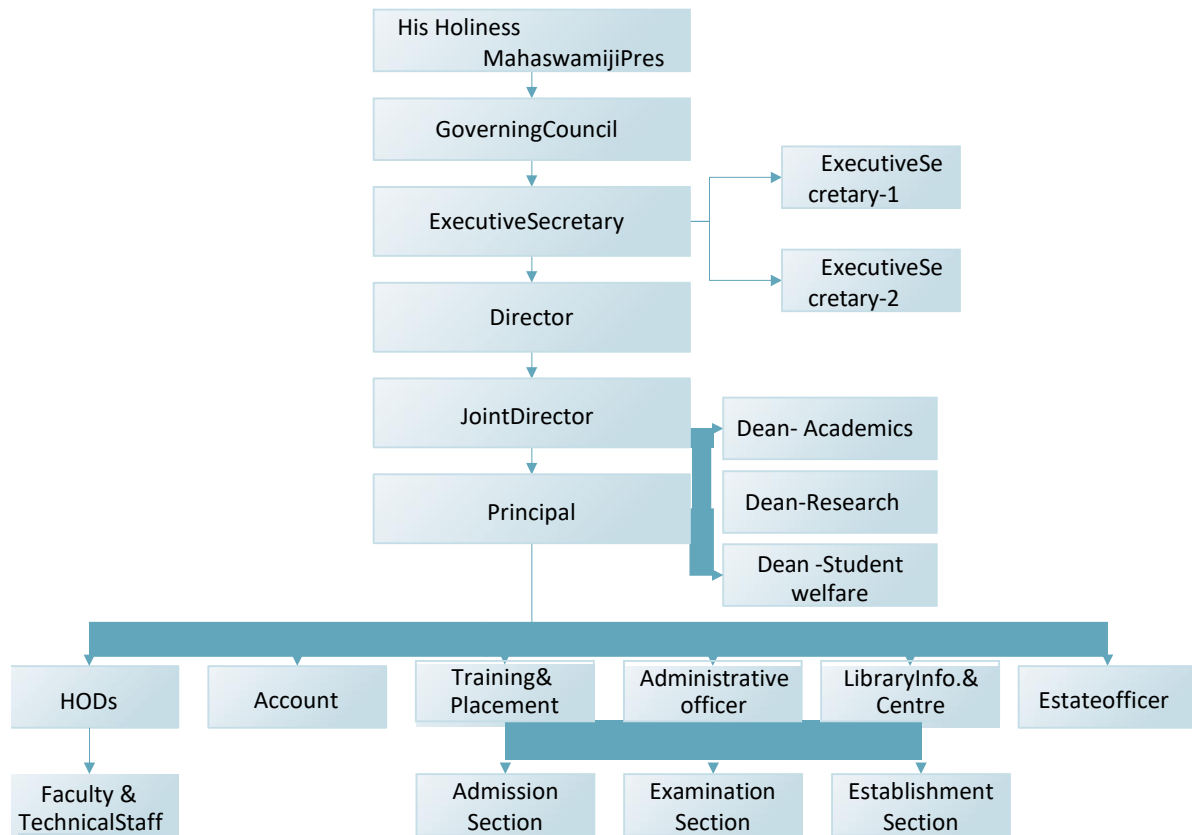 His Holiness
MahaswamijiPres
GoverningCouncil
ExecutiveSe
cretary-1
ExecutiveSecretary
ExecutiveSe
cretary-2
Director
JointDirector
Dean- Academics
Principal
Dean-Research
Dean -Student
welfare
HODs
Account
Training&
Placement
Administrative
officer
LibraryInfo.&
Centre
Estateofficer
Faculty &
TechnicalStaff
Admission
Section
Examination
Section
Establishment
Section